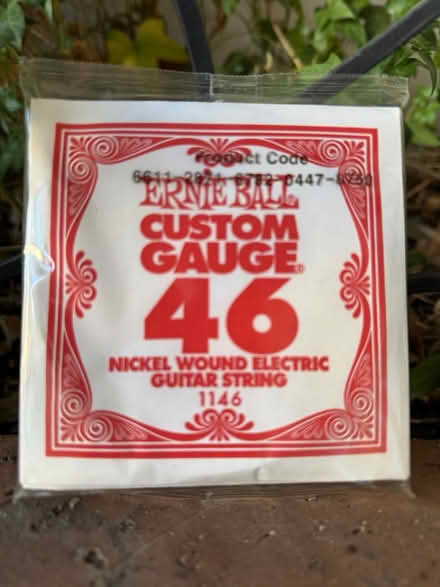 Product Code
ERNIE BALL
CUSTOM
GAUGE®
46
NICKEL WOUND ELECTRIC
GUITAR STRING
1146